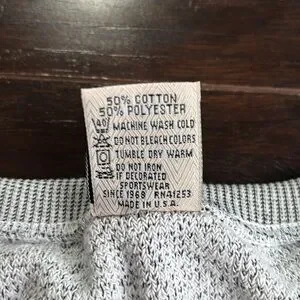 50% COTTON
50% POLYESTER
MACHINE WASH COLD
DO NOT BLEACH COLORS
TUMBLE DRY WARM
DO NOT IRON
IF DECORATED
SPORTSWEAR
SINCE 1968 / RN41253
MADE IN U.S.A.